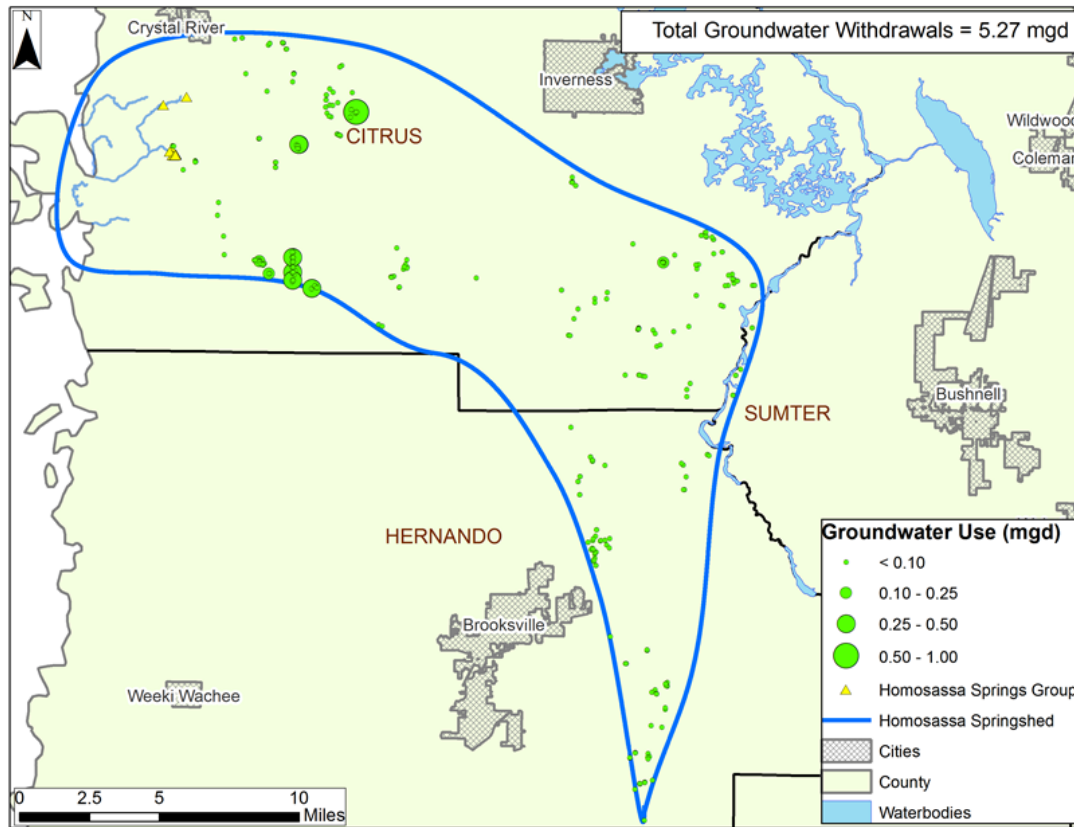 N
Crystal River
Total Groundwater Withdrawals = 5.27 mgd
Inverness
Wildwood
Coleman
CITRUS
Bushnell
SUMTER
HERNANDO
Brooksville
Weeki Wachee
Groundwater Use (mgd)
< 0.10
0.10 - 0.25
0.25 - 0.50
0.50 - 1.00
Homosassa Springs Group
Homosassa Springshed
Cities
County
Waterbodies
0 2.5 5 10
Miles